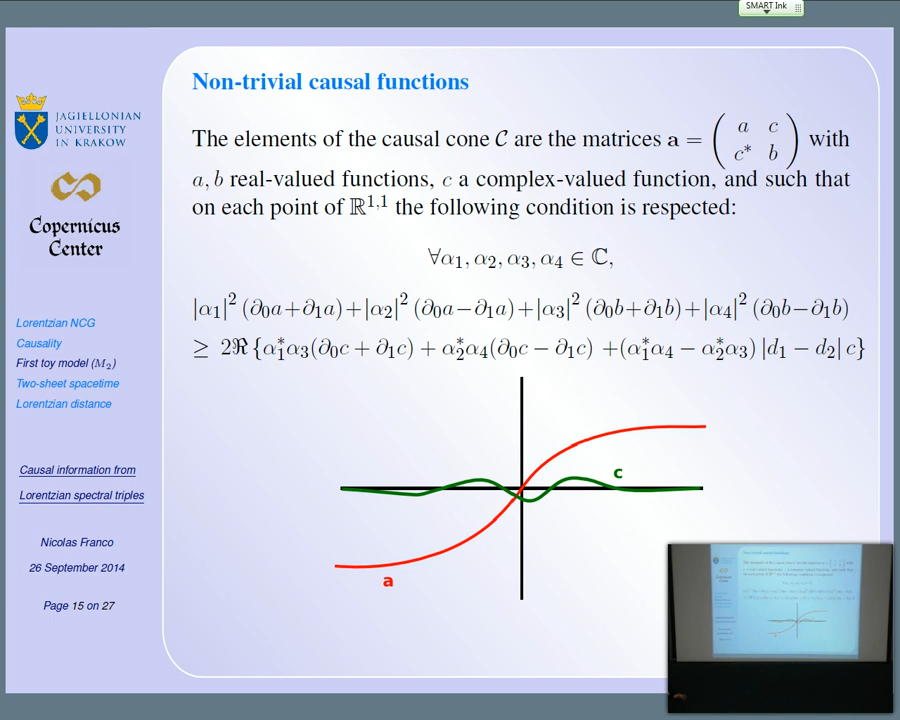 SMART Ink
JAGIELLONIAN
UNIVERSITY
IN KRAKOW
Copernicus
Center
Lorentzian NCG
Causality
First toy model (M₂)
Two-sheet spacetime
Lorentzian distance
Causal information from
Lorentzian spectral triples
Nicolas Franco
26 September 2014
Page 15 on 27
Non-trivial causal functions
The elements of the causal cone 𝒞 are the matrices a = ( a c ; c* b ) with
a, b real-valued functions, c a complex-valued function, and such that
on each point of ℝ^{1,1} the following condition is respected:
∀α₁, α₂, α₃, α₄ ∈ ℂ,
|α₁|² (∂₀a+∂₁a)+|α₂|² (∂₀a−∂₁a)+|α₃|² (∂₀b+∂₁b)+|α₄|² (∂₀b−∂₁b)
≥ 2ℜ {α₁*α₃(∂₀c + ∂₁c) + α₂*α₄(∂₀c − ∂₁c) +(α₁*α₄ − α₂*α₃) |d₁ − d₂| c}
c
a